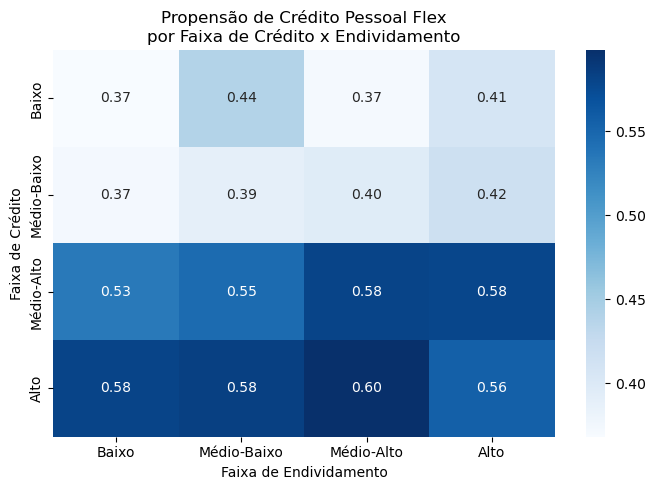 Propensão de Crédito Pessoal Flex
por Faixa de Crédito x Endividamento
Faixa de Crédito
Baixo
0.37 0.44 0.37 0.41
Médio-Baixo
0.37 0.39 0.40 0.42
Médio-Alto
0.53 0.55 0.58 0.58
Alto
0.58 0.58 0.60 0.56
Baixo Médio-Baixo Médio-Alto Alto
Faixa de Endividamento
0.55
0.50
0.45
0.40